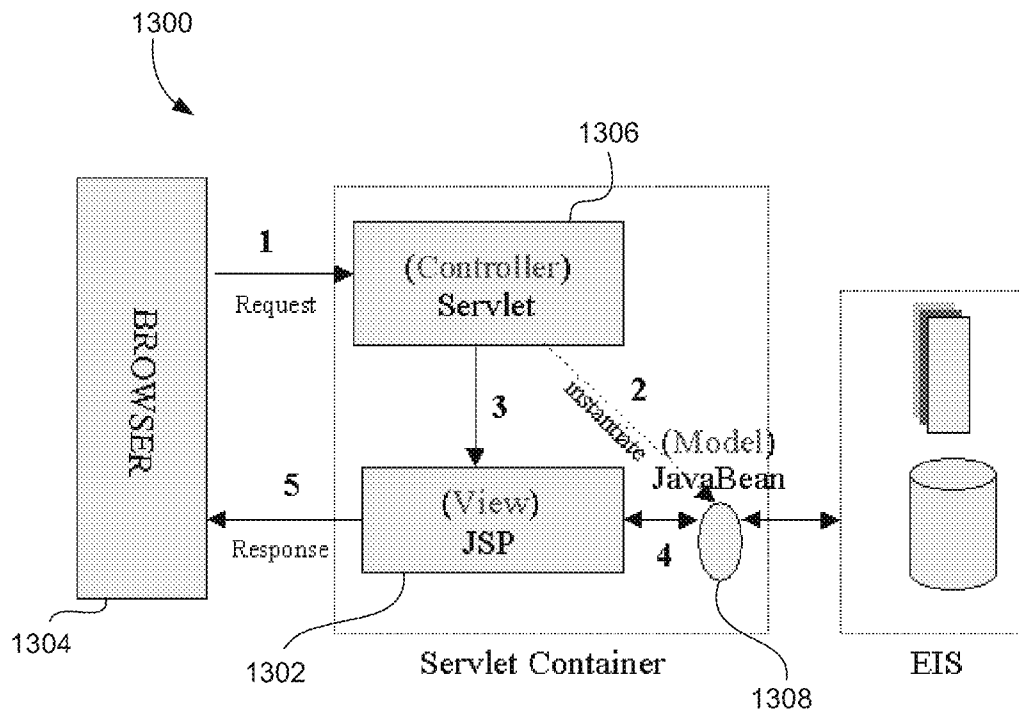 1300
1306
1
Request
(Controller)
Servlet
BROWSER
3
2
instantiate
(Model)
JavaBean
5
Response
(View)
JSP
4
1304
1302
Servlet Container
1308
EIS